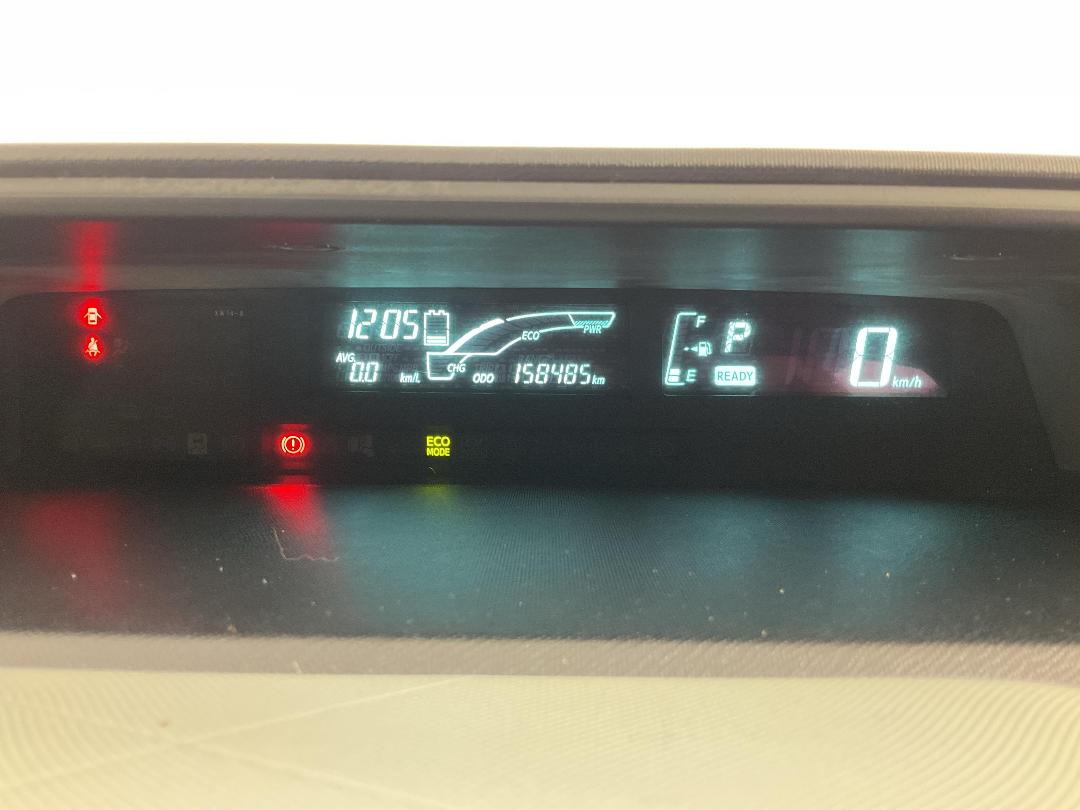 12:05
ECO
PWR
AVG
0.0 km/L
CHG
ODO 158485 km
F
P
E
READY
0 km/h
ECO
MODE